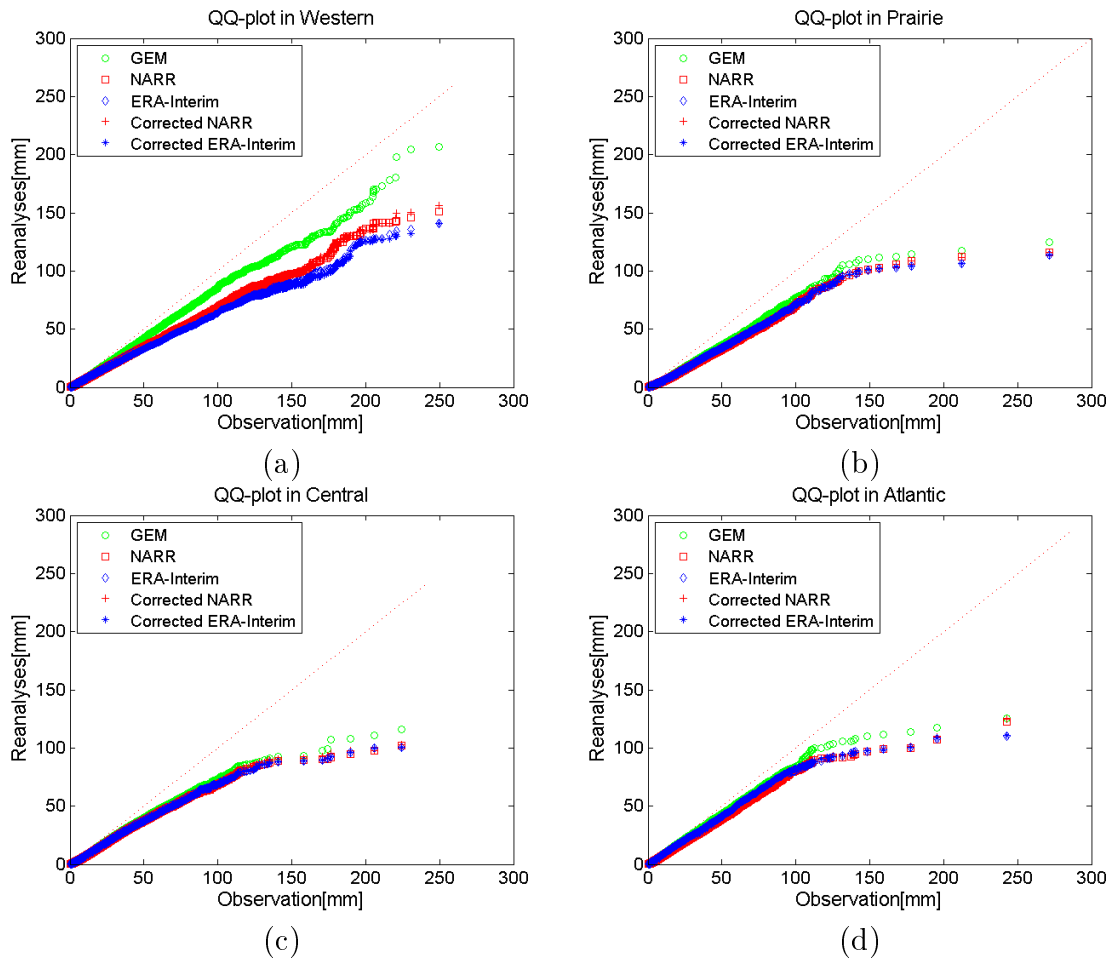 QQ-plot in Western
300
250
200
150
100
50
0
Reanalyses[mm]
GEM
NARR
ERA-Interim
Corrected NARR
Corrected ERA-Interim
0 50 100 150 200 250 300
Observation[mm]
(a)
QQ-plot in Prairie
300
250
200
150
100
50
0
Reanalyses[mm]
GEM
NARR
ERA-Interim
Corrected NARR
Corrected ERA-Interim
0 50 100 150 200 250 300
Observation[mm]
(b)
QQ-plot in Central
300
250
200
150
100
50
0
Reanalyses[mm]
GEM
NARR
ERA-Interim
Corrected NARR
Corrected ERA-Interim
0 50 100 150 200 250 300
Observation[mm]
(c)
QQ-plot in Atlantic
300
250
200
150
100
50
0
Reanalyses[mm]
GEM
NARR
ERA-Interim
Corrected NARR
Corrected ERA-Interim
0 50 100 150 200 250 300
Observation[mm]
(d)